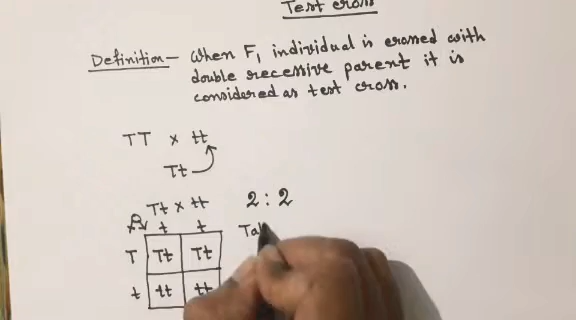 Test cross
Definition— When F₁ individual is crossed with
double recessive parent it is
considered as test cross.
TT × tt
Tt
Tt × tt 2 : 2
t t
T Tt Tt
t tt tt